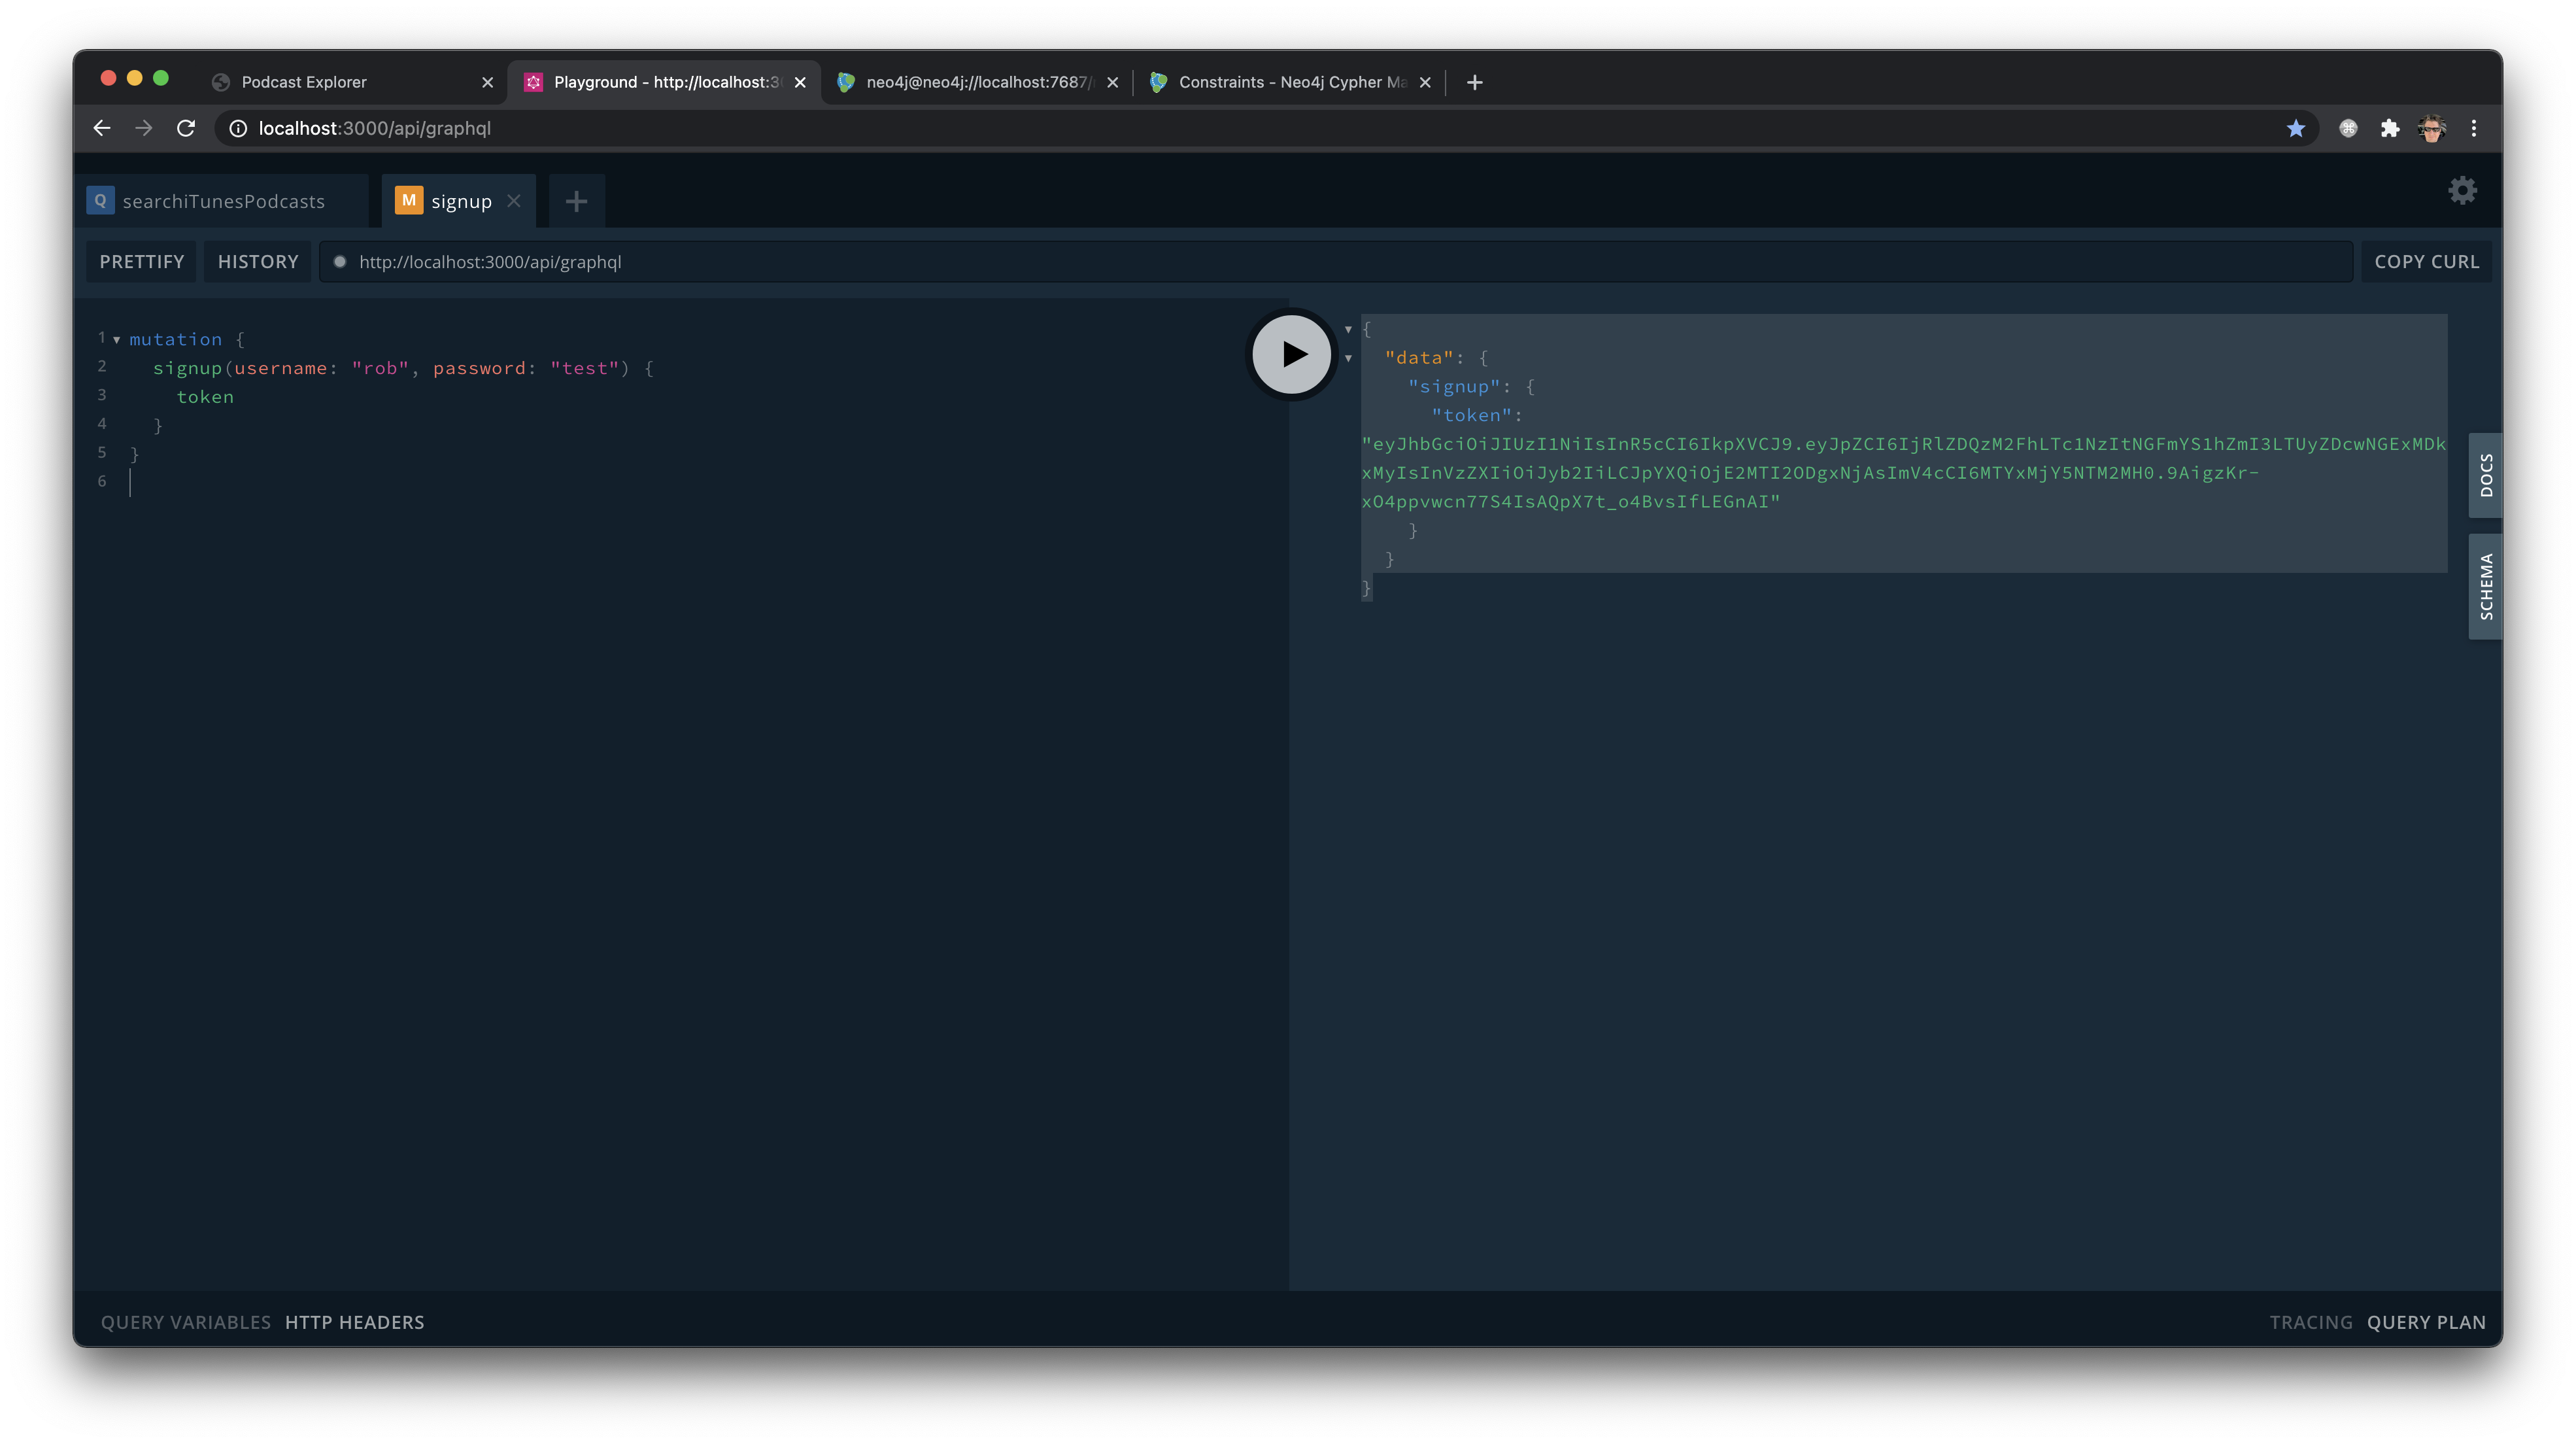 Podcast Explorer
Playground - http://localhost:3
neo4j@neo4j://localhost:7687/
Constraints - Neo4j Cypher Ma
localhost:3000/api/graphql
Q searchiTunesPodcasts
M signup
PRETTIFY
HISTORY
http://localhost:3000/api/graphql
COPY CURL
1 mutation {
2 signup(username: "rob", password: "test") {
3 token
4 }
5 }
6
{
"data": {
"signup": {
"token":
"eyJhbGciOiJIUzI1NiIsInR5cCI6IkpXVCJ9.eyJpZCI6IjRlZDQzM2FhLTc1NzItNGFmYS1hZmI3LTUyZDcwNGExMDk
xMyIsInVzZXIiOiJyb2IiLCJpYXQiOjE2MTI2ODgxNjAsImV4cCI6MTYxMjY5NTM2MH0.9AigzKr-
xO4ppvwcn77S4IsAQpX7t_o4BvsIfLEGnAI"
}
}
}
DOCS
SCHEMA
QUERY VARIABLES
HTTP HEADERS
TRACING
QUERY PLAN